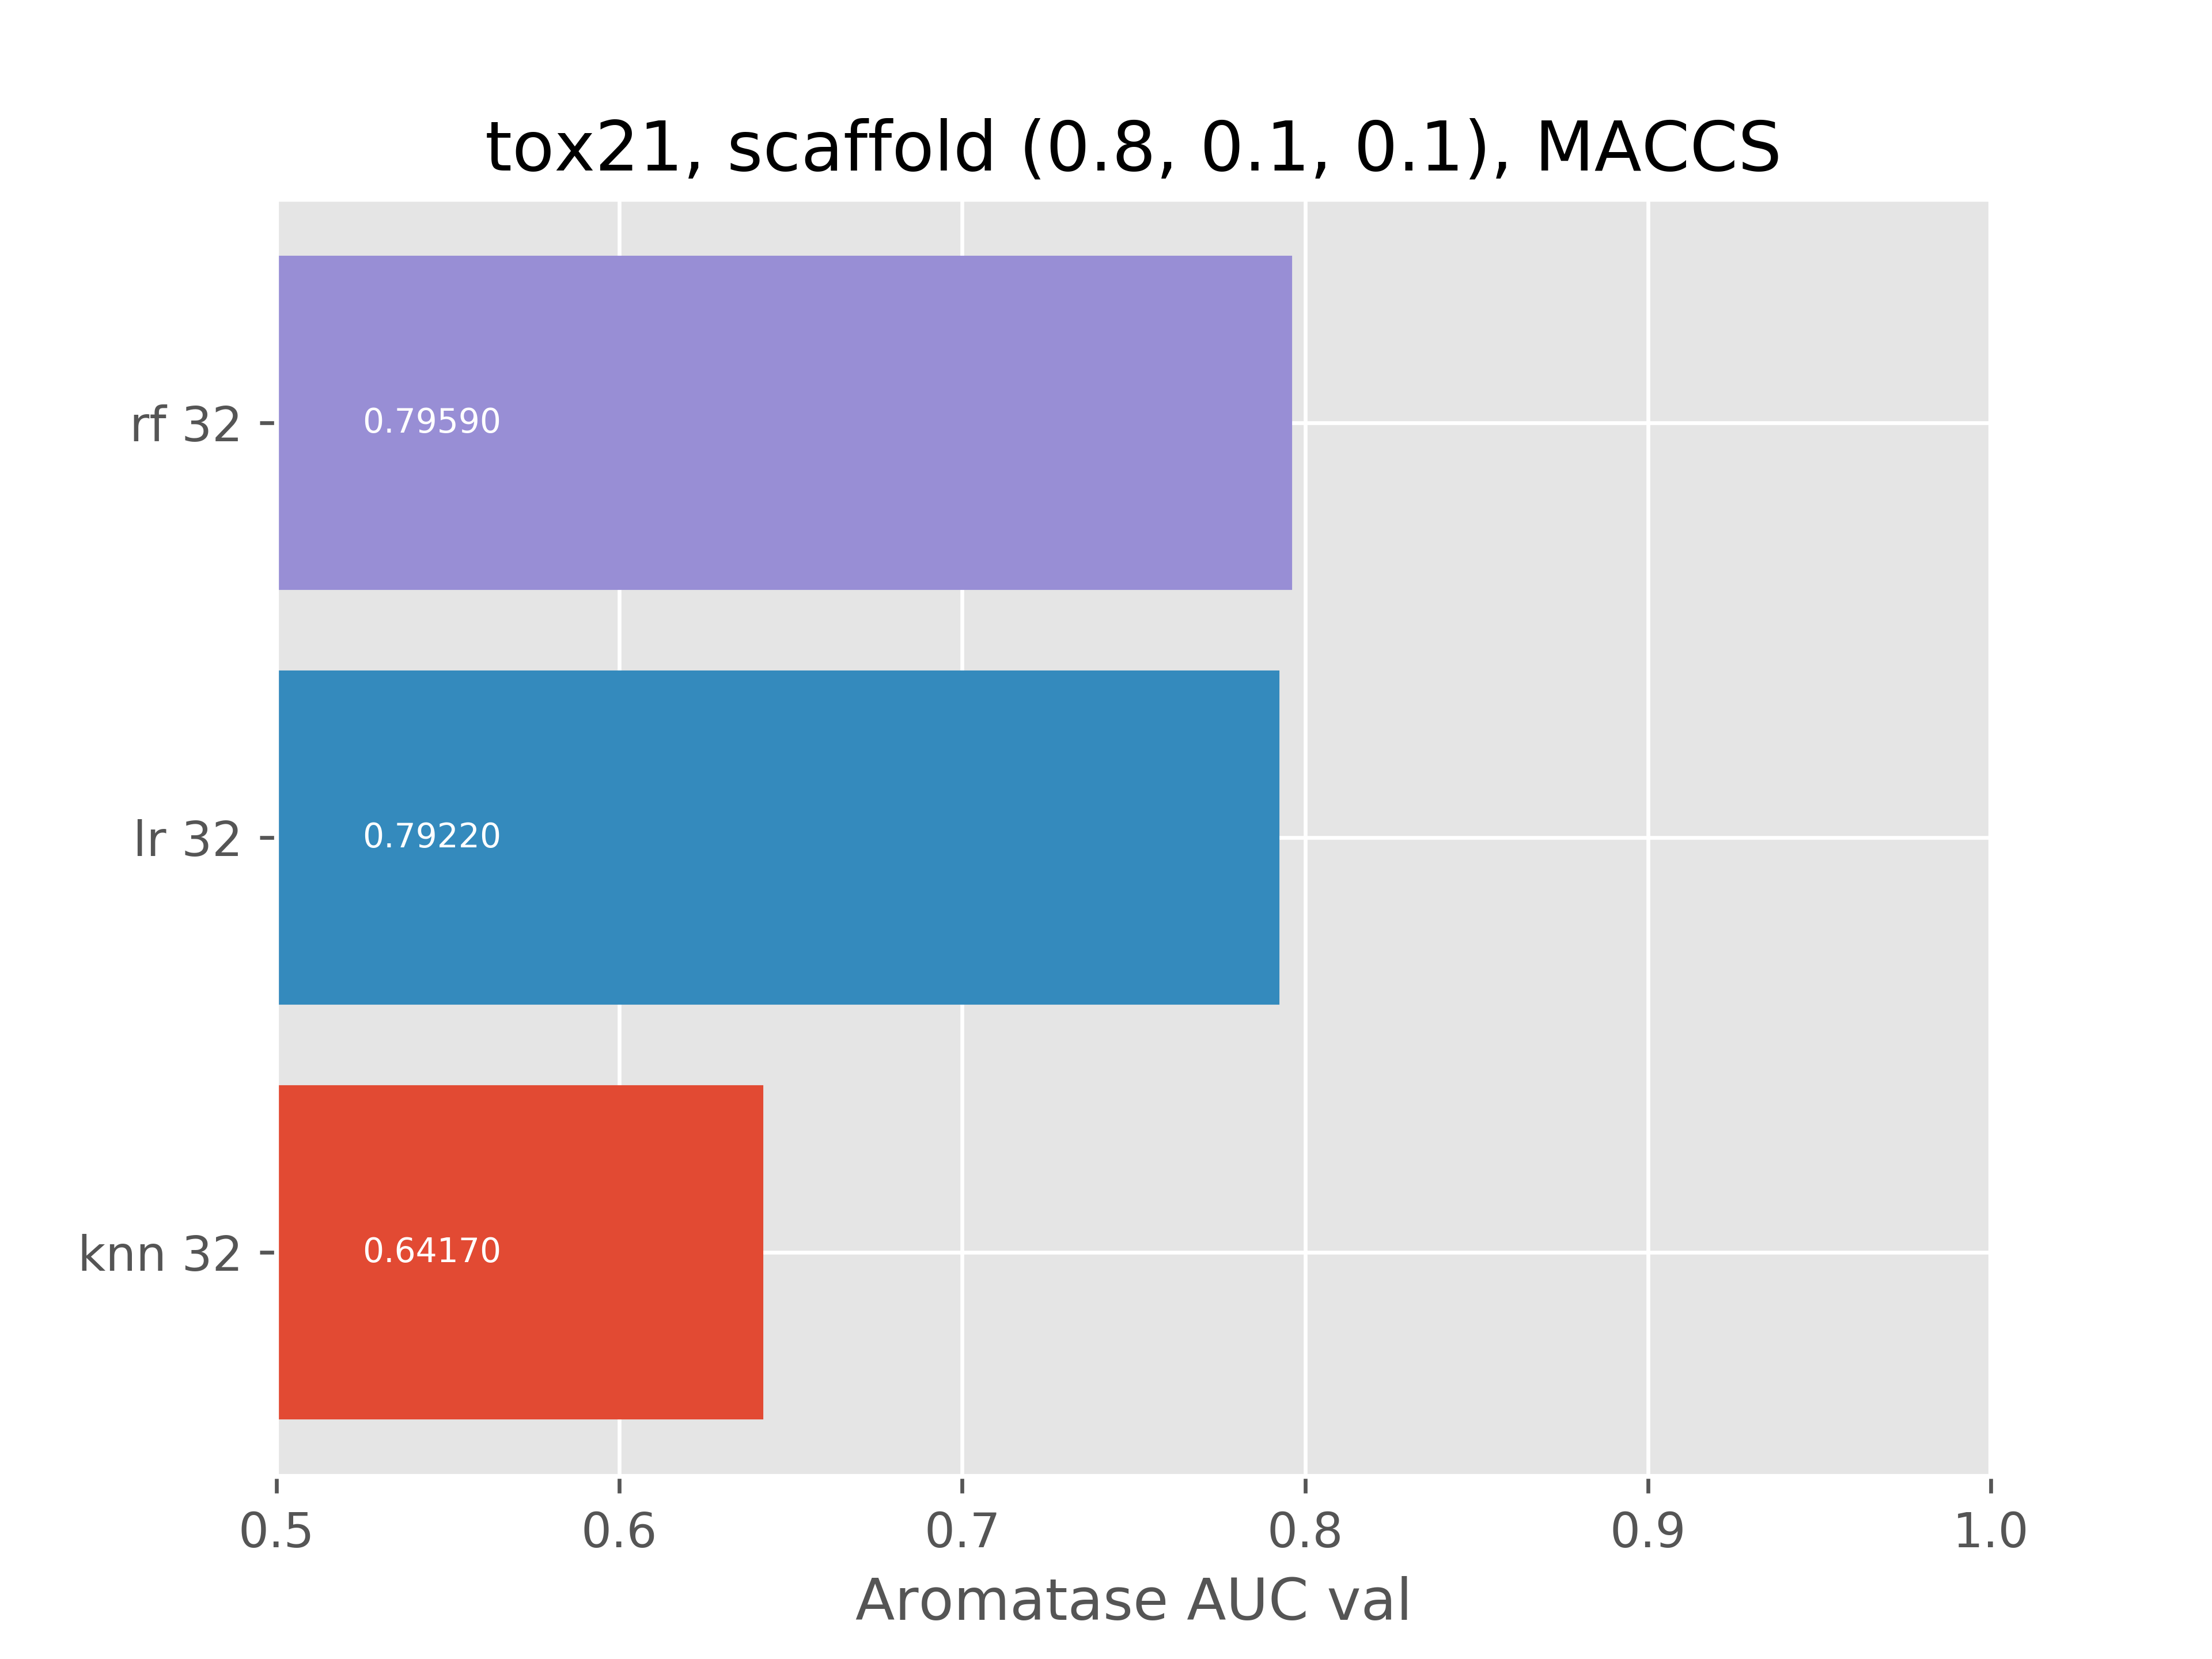 tox21, scaffold (0.8, 0.1, 0.1), MACCS
rf 32
0.79590
lr 32
0.79220
knn 32
0.64170
0.5 0.6 0.7 0.8 0.9 1.0
Aromatase AUC val